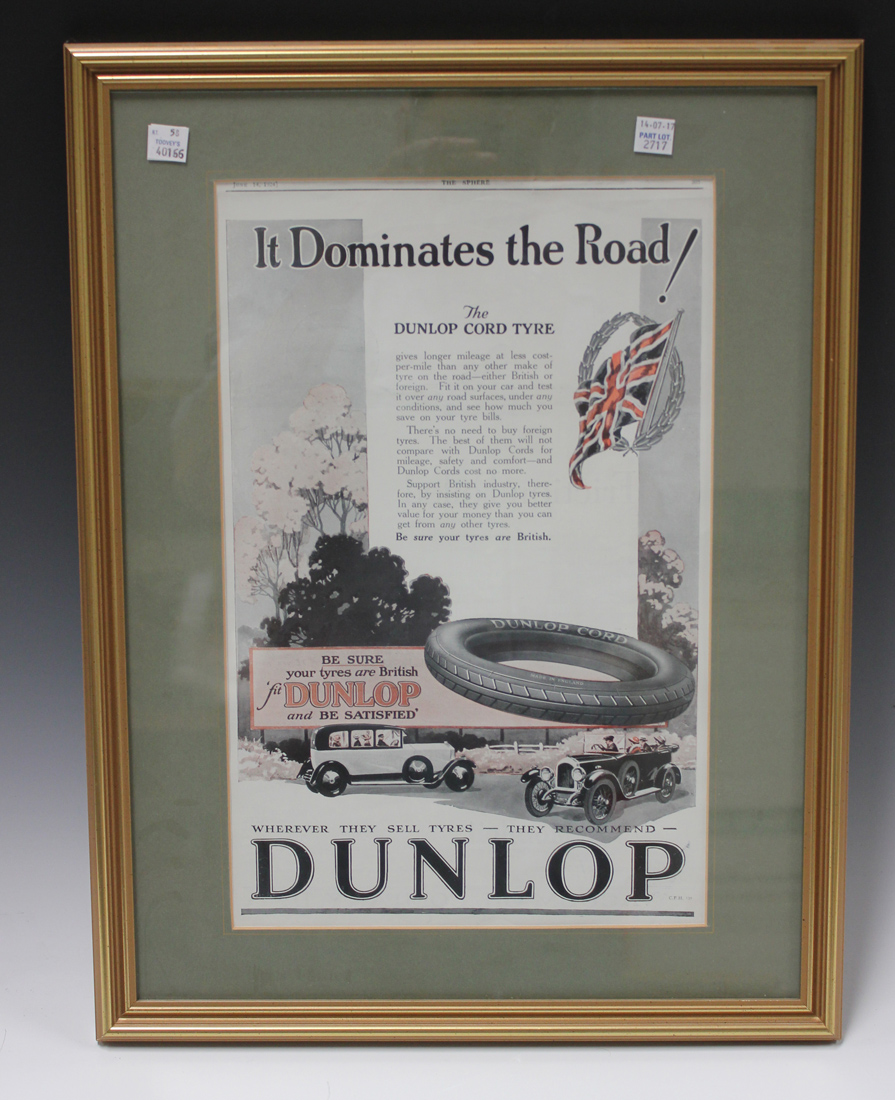 53
TOOVEY'S
40166
14-07-17
PART LOT
2717
THE SPHERE
It Dominates the Road!
The
DUNLOP CORD TYRE
gives longer mileage at less cost-
per-mile than any other make of
tyre on the road—either British or
foreign. Fit it on your car and test
it over any road surfaces, under any
conditions, and see how much you
save on your tyre bills.
There's no need to buy foreign
tyres. The best of them will not
compare with Dunlop Cords for
mileage, safety and comfort—and
Dunlop Cords cost no more.
Support British industry, there-
fore, by insisting on Dunlop tyres.
In any case, they give you better
value for your money than you can
get from any other tyres.
Be sure your tyres are British.
DUNLOP CORD
MADE IN ENGLAND
BE SURE
your tyres are British
'fit DUNLOP
and BE SATISFIED'
WHEREVER THEY SELL TYRES — THEY RECOMMEND —
DUNLOP